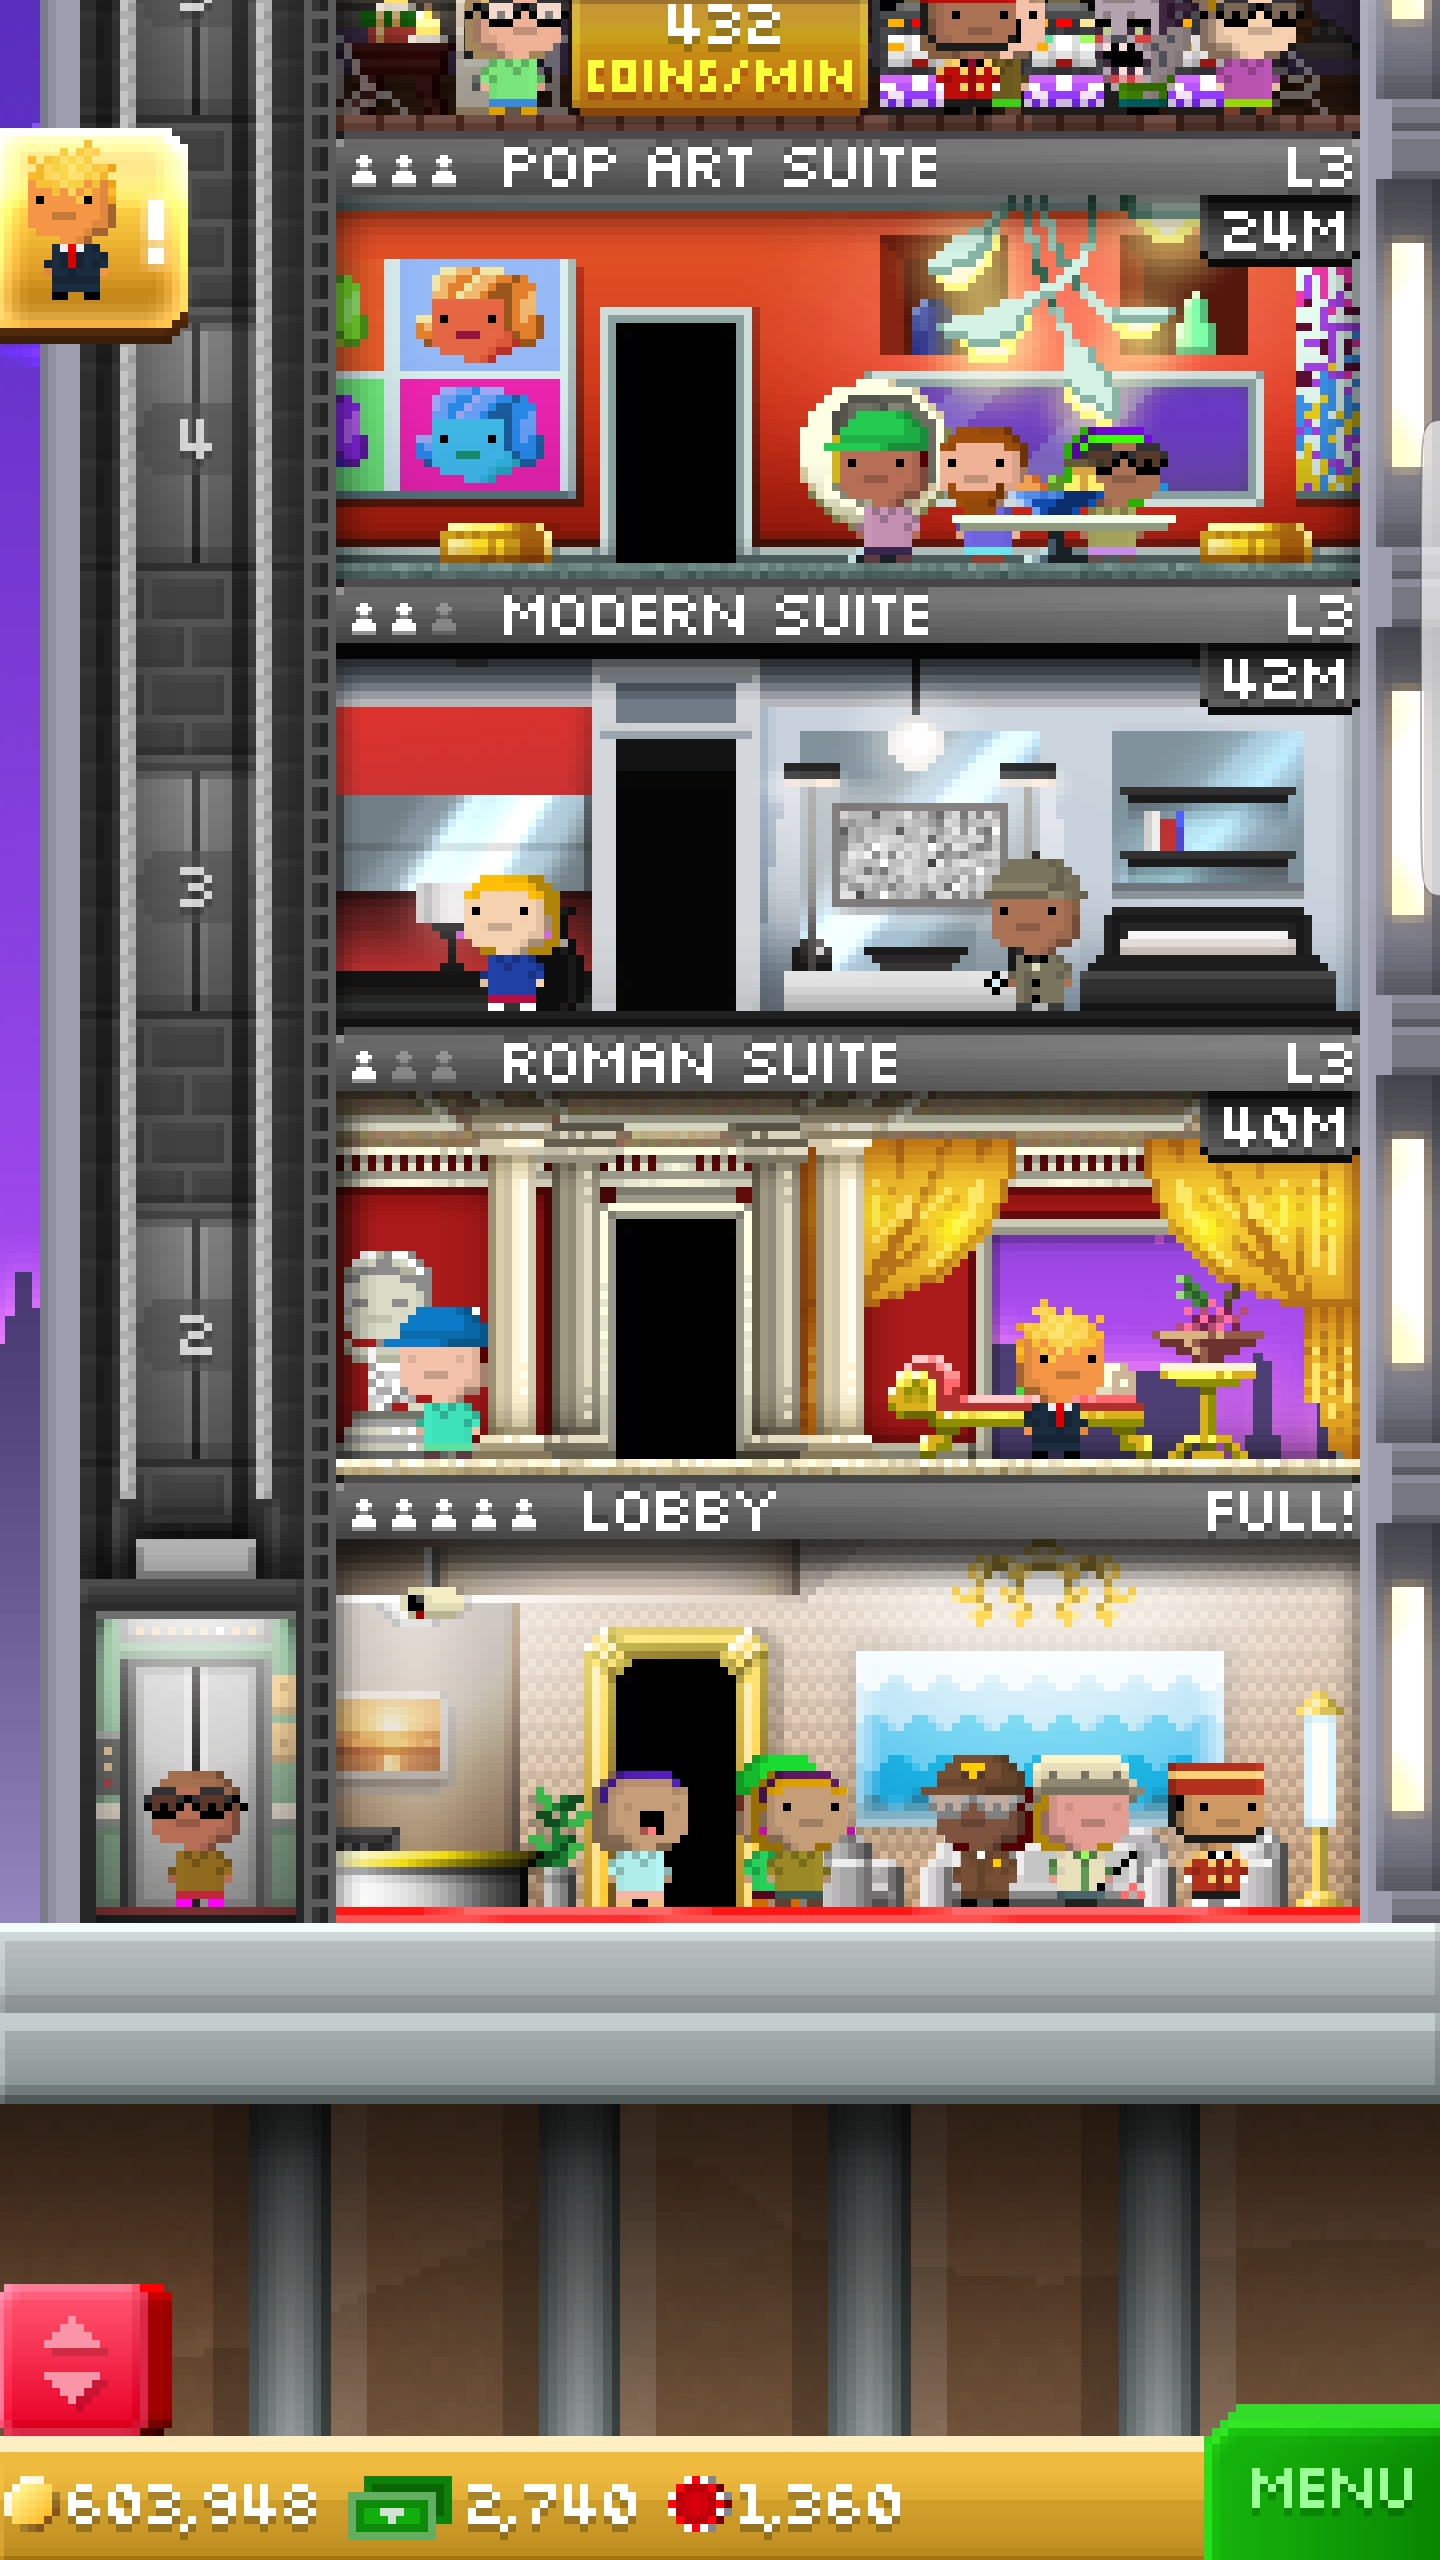 432
COINS/MIN
POP ART SUITE L3
24M
!
4
MODERN SUITE L3
42M
3
ROMAN SUITE L3
40M
2
LOBBY FULL!
603,948 2,740 1,360
MENU